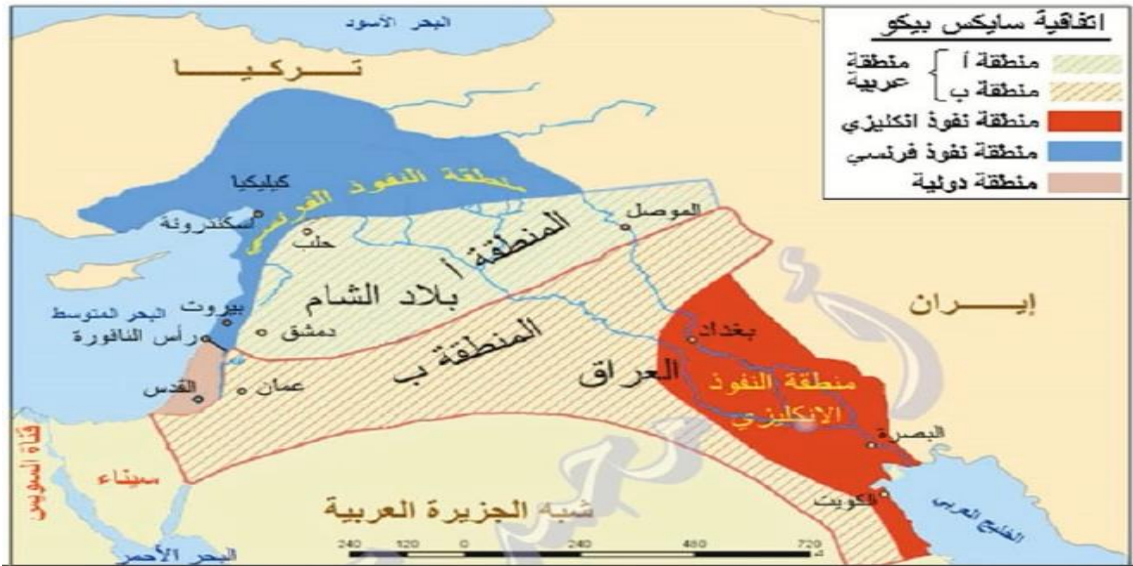 اتفاقية سايكس بيكو
منطقة أ
منطقة ب
منطقة
عربية
منطقة نفوذ انكليزي
منطقة نفوذ فرنسي
منطقة دولية
البحر الأسود
تركيا
كيليكيا
منطقة النفوذ الفرنسي
اسكندرونة
حلب
الموصل
المنطقة أ
بلاد الشام
إيران
بيروت
البحر المتوسط
رأس الناقورة
دمشق
المنطقة ب
بغداد
العراق
منطقة النفوذ
الانكليزي
القدس
عمان
البصرة
قناة السويس
سيناء
الكويت
شبه الجزيرة العربية
الخليج العربي
البحر الأحمر
240 120 0 240 480 720